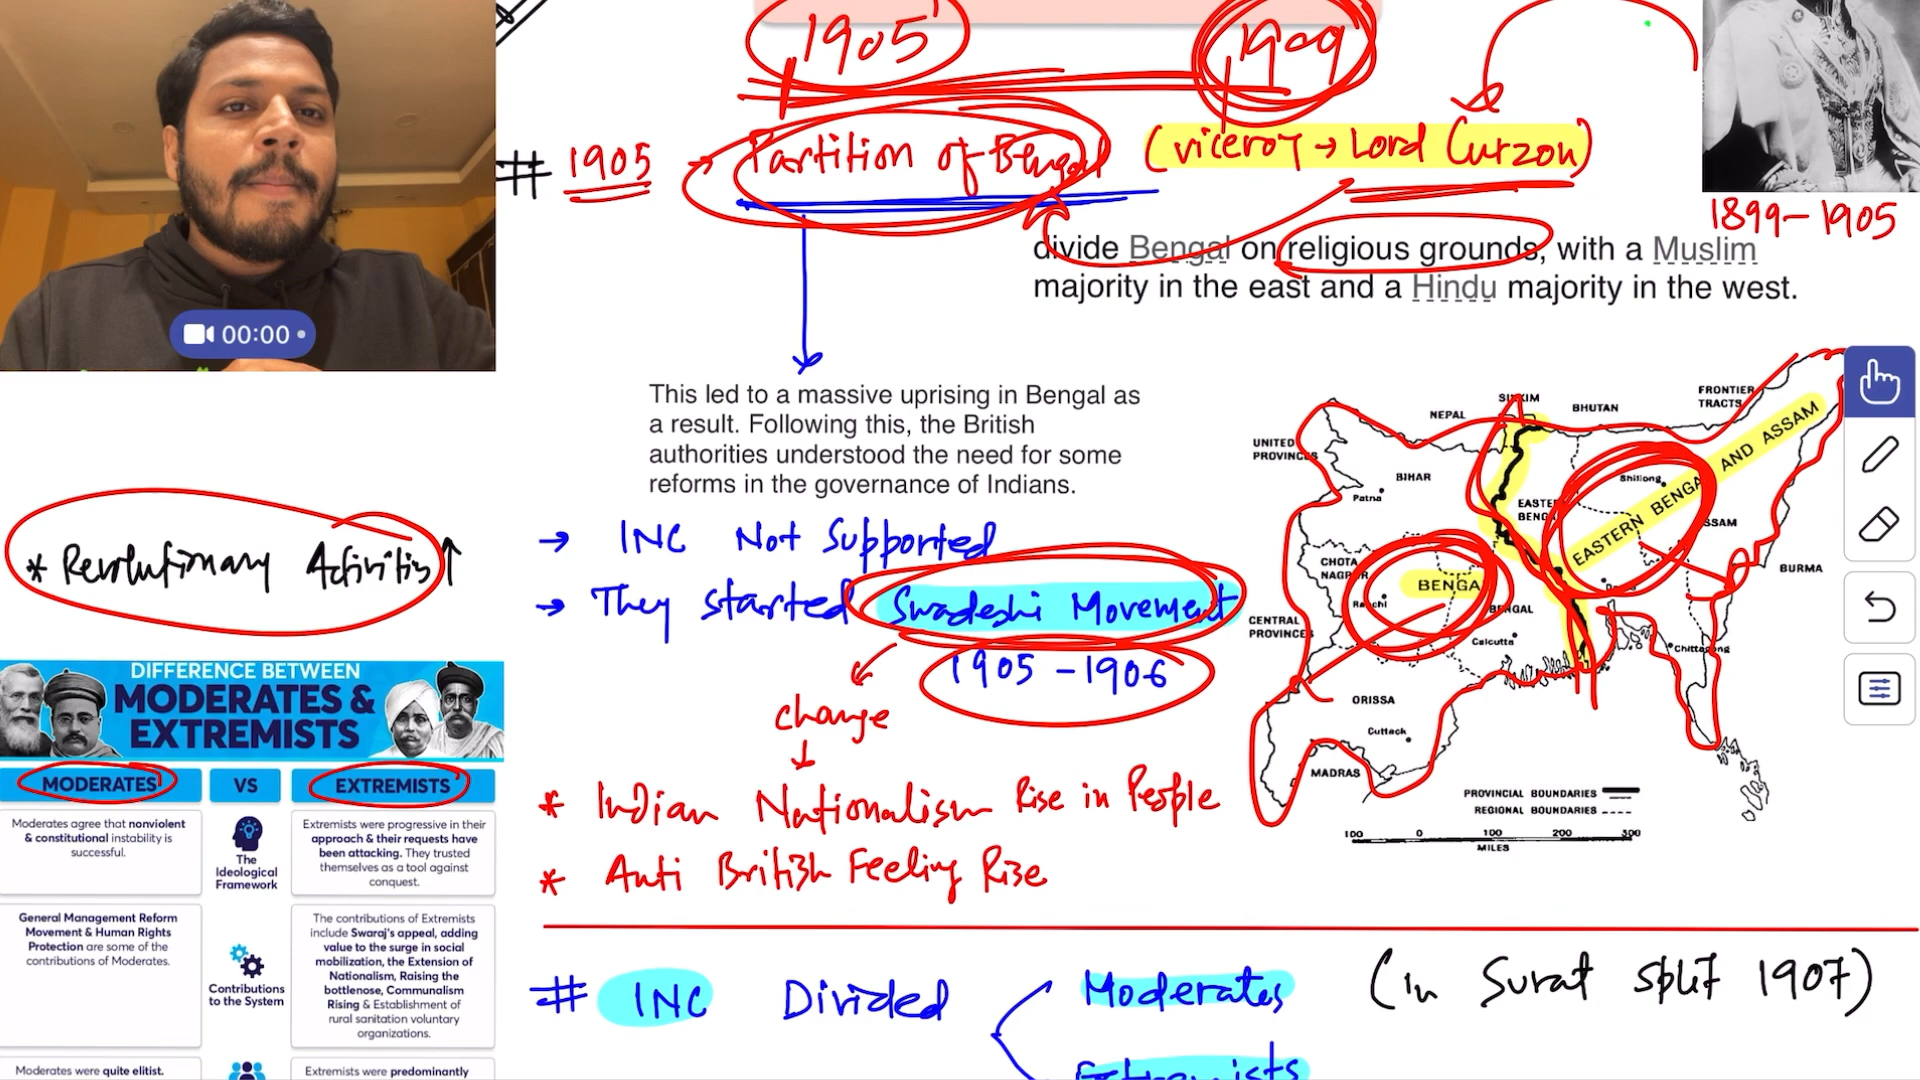 1905
1909
# 1905 → Partition of Bengal (viceroy → Lord Curzon)
1899-1905
divide Bengal on religious grounds, with a Muslim
majority in the east and a Hindu majority in the west.
00:00
This led to a massive uprising in Bengal as
a result. Following this, the British
authorities understood the need for some
reforms in the governance of Indians.
→ INC Not Supported
→ They started Swadeshi Movement
1905 - 1906
change
* Indian Nationalism Rise in People
* Anti British Feeling Rise
* Revolutionary Activities ↑
UNITED
PROVINCES
NEPAL
SIKKIM
BHUTAN
FRONTIER
TRACTS
BIHAR
Patna
EASTERN BENGAL AND ASSAM
Shillong
ASSAM
CHOTA
NAGPUR
Ranchi
BENGA
BENGAL
BURMA
CENTRAL
PROVINCES
Calcutta
Chittagong
ORISSA
Cuttack
MADRAS
PROVINCIAL BOUNDARIES
REGIONAL BOUNDARIES
100 0 100 200 300
MILES
DIFFERENCE BETWEEN
MODERATES &
EXTREMISTS
MODERATES VS EXTREMISTS
Moderates agree that nonviolent
& constitutional instability is
successful.
The
Ideological
Framework
Extremists were progressive in their
approach & their requests have
been attacking. They trusted
themselves as a tool against
conquest.
General Management Reform
Movement & Human Rights
Protection are some of the
contributions of Moderates.
Contributions
to the System
The contributions of Extremists
include Swaraj's appeal, adding
value to the surge in social
mobilization, the Extension of
Nationalism, Raising the
bottlenose, Communalism
Rising & Establishment of
rural sanitation voluntary
organizations.
Moderates were quite elitist.
Extremists were predominantly
# INC Divided
Moderates (in Surat split 1907)
Extremists